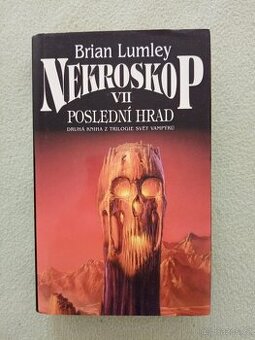 Brian Lumley
NEKROSKOP
VII
POSLEDNÍ HRAD
DRUHÁ KNIHA Z TRILOGIE SVĚT VAMPÝRŮ